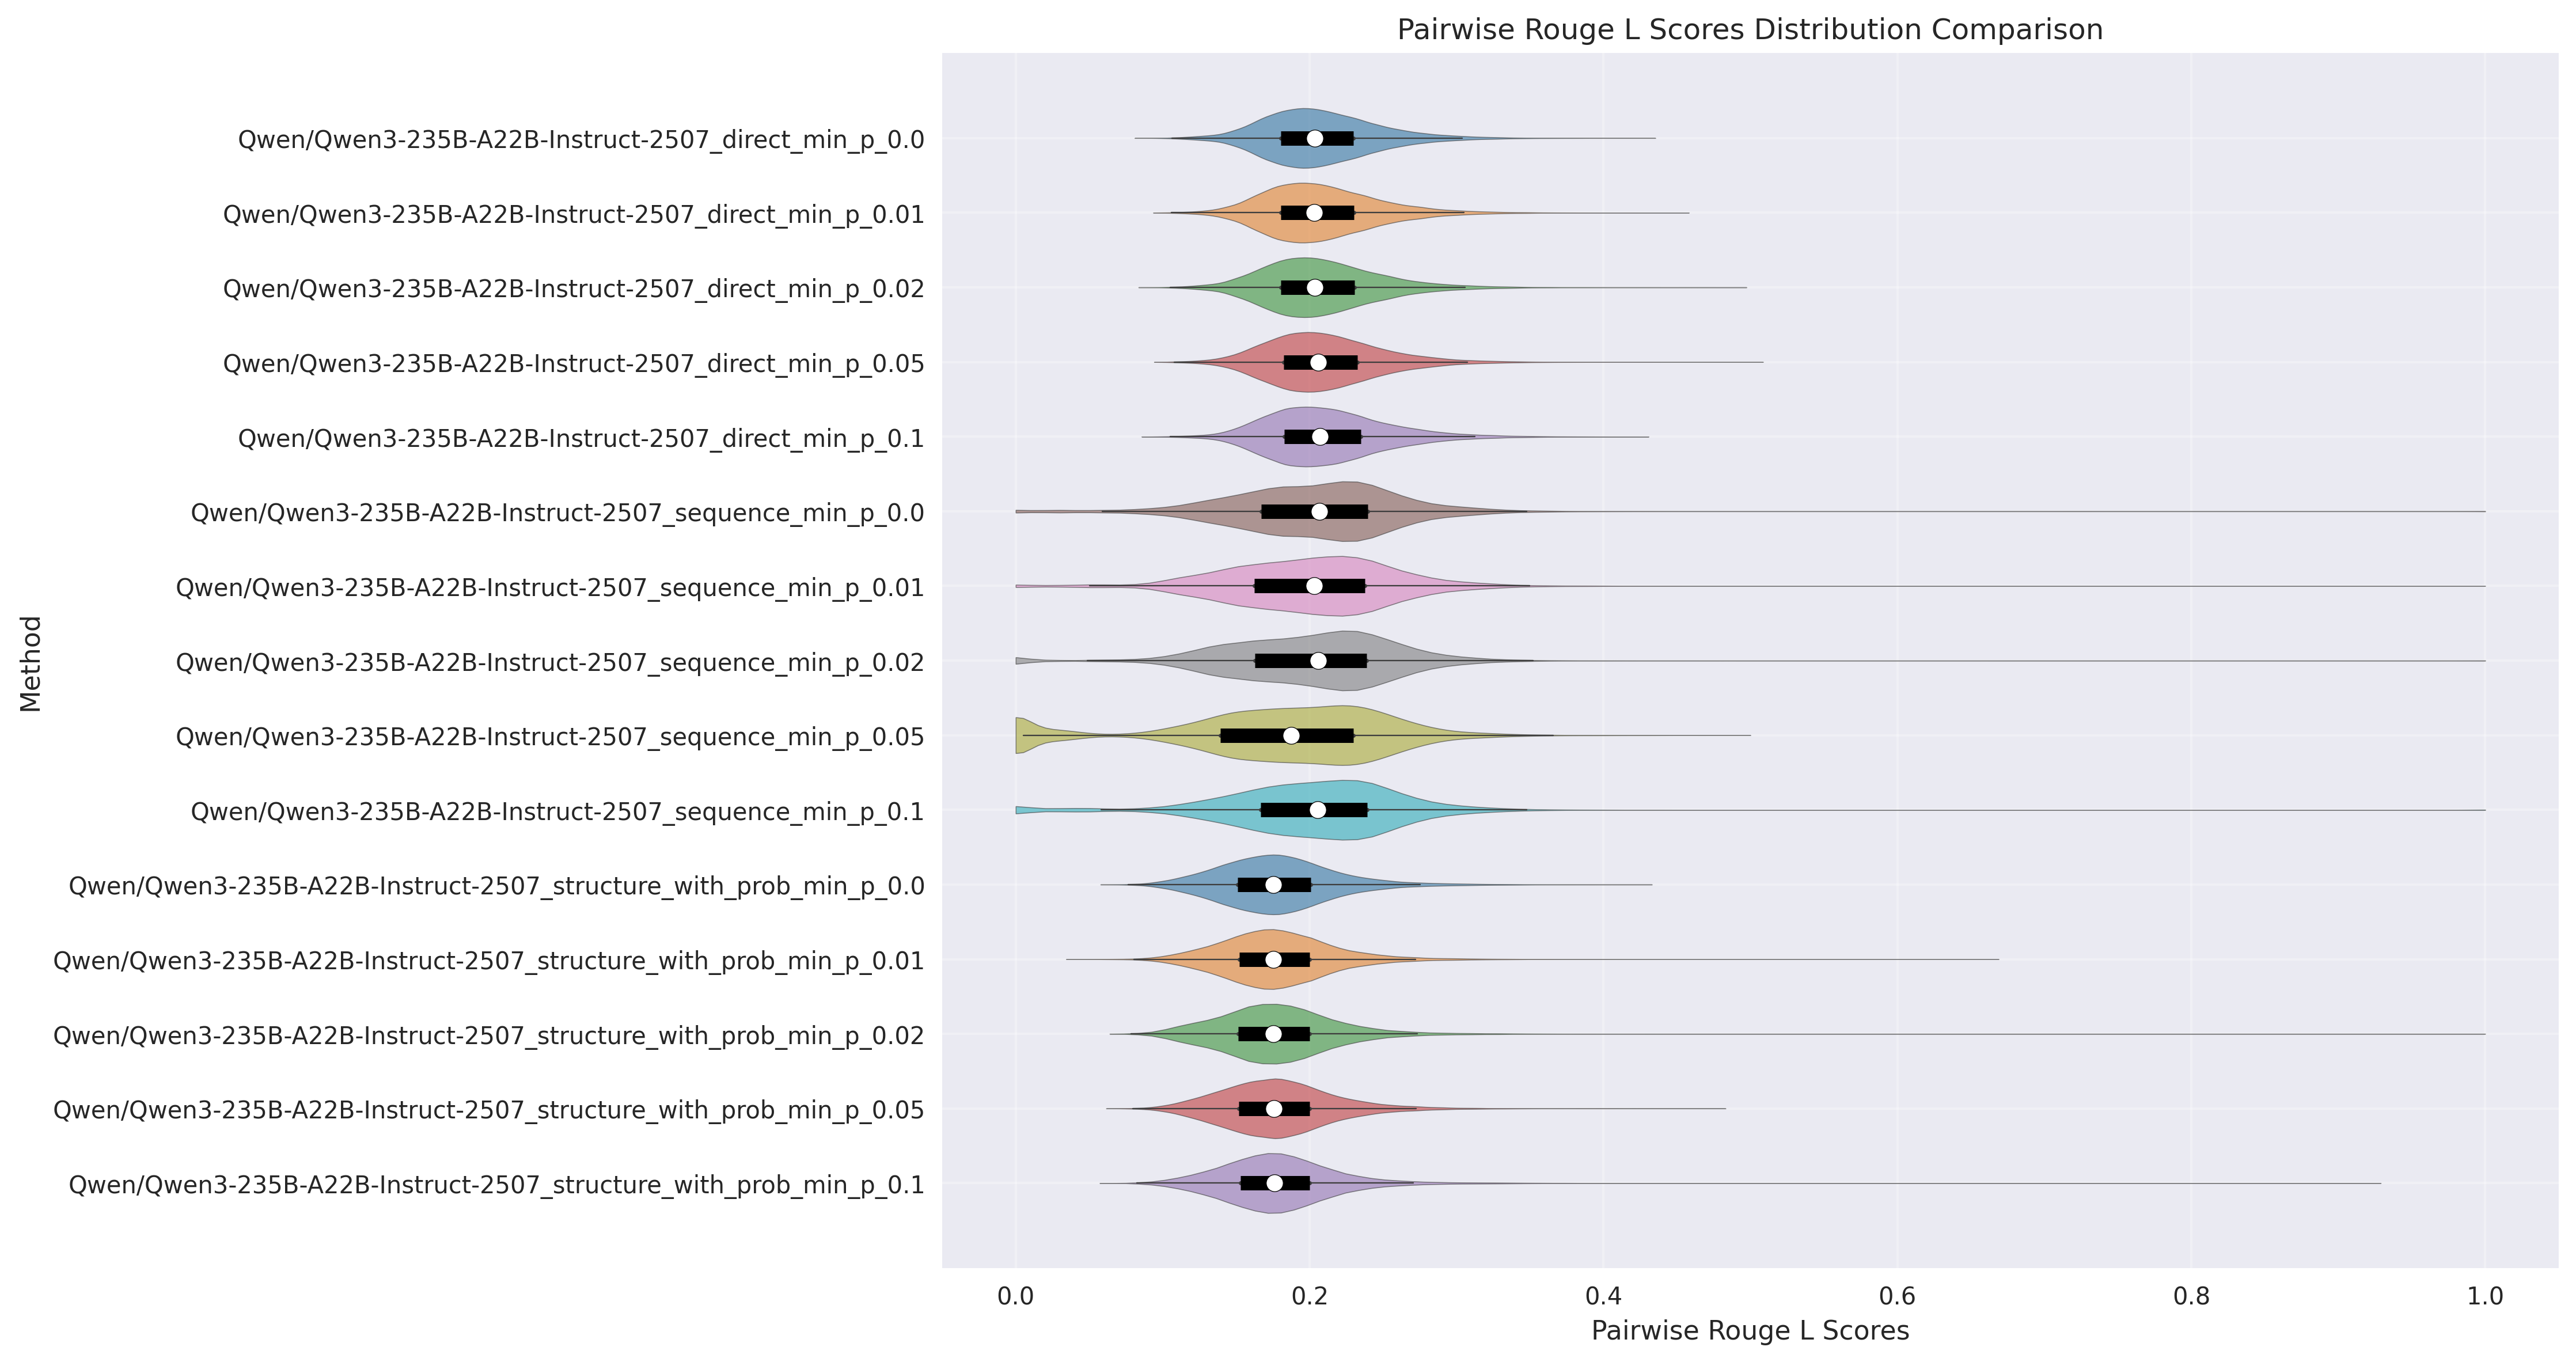 Pairwise Rouge L Scores Distribution Comparison
Qwen/Qwen3-235B-A22B-Instruct-2507_direct_min_p_0.0
Qwen/Qwen3-235B-A22B-Instruct-2507_direct_min_p_0.01
Qwen/Qwen3-235B-A22B-Instruct-2507_direct_min_p_0.02
Qwen/Qwen3-235B-A22B-Instruct-2507_direct_min_p_0.05
Qwen/Qwen3-235B-A22B-Instruct-2507_direct_min_p_0.1
Qwen/Qwen3-235B-A22B-Instruct-2507_sequence_min_p_0.0
Qwen/Qwen3-235B-A22B-Instruct-2507_sequence_min_p_0.01
Qwen/Qwen3-235B-A22B-Instruct-2507_sequence_min_p_0.02
Qwen/Qwen3-235B-A22B-Instruct-2507_sequence_min_p_0.05
Qwen/Qwen3-235B-A22B-Instruct-2507_sequence_min_p_0.1
Qwen/Qwen3-235B-A22B-Instruct-2507_structure_with_prob_min_p_0.0
Qwen/Qwen3-235B-A22B-Instruct-2507_structure_with_prob_min_p_0.01
Qwen/Qwen3-235B-A22B-Instruct-2507_structure_with_prob_min_p_0.02
Qwen/Qwen3-235B-A22B-Instruct-2507_structure_with_prob_min_p_0.05
Qwen/Qwen3-235B-A22B-Instruct-2507_structure_with_prob_min_p_0.1
Method
0.0 0.2 0.4 0.6 0.8 1.0
Pairwise Rouge L Scores